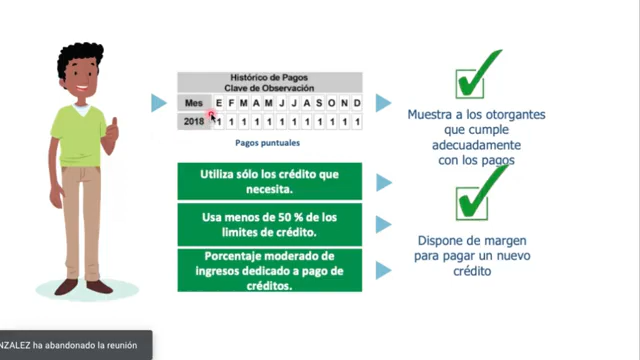 Histórico de Pagos
Clave de Observación
Mes E F M A M J J A S O N D
2018 1 1 1 1 1 1 1 1 1 1 1 1
Pagos puntuales
Utiliza sólo los crédito que
necesita.
Usa menos de 50 % de los
limites de crédito.
Porcentaje moderado de
ingresos dedicado a pago de
créditos.
Muestra a los otorgantes
que cumple
adecuadamente
con los pagos
Dispone de margen
para pagar un nuevo
crédito
NZALEZ ha abandonado la reunión